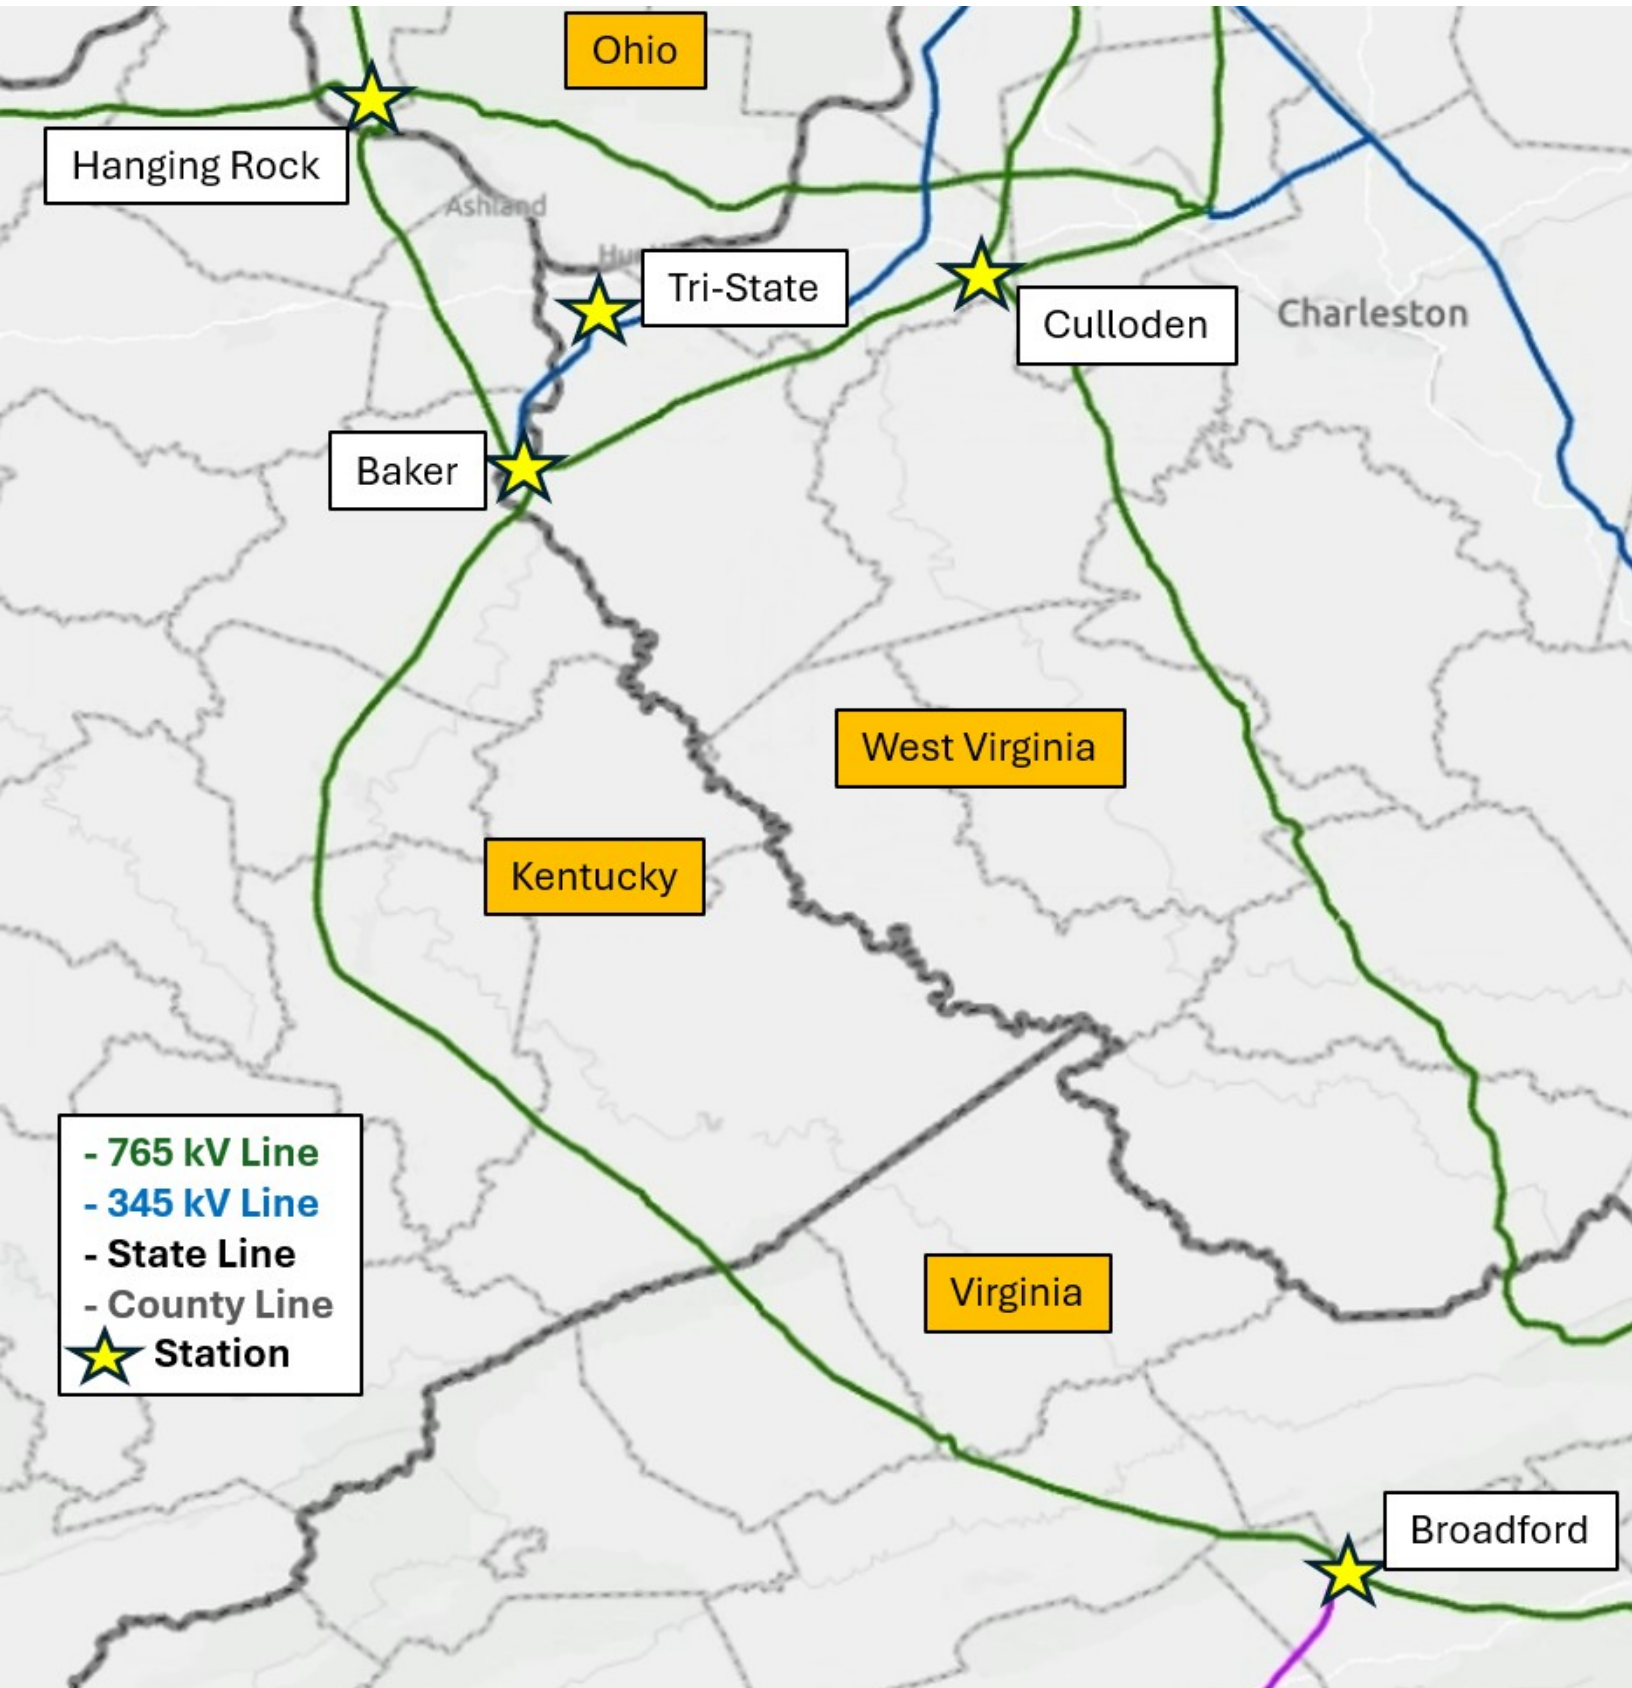 Ohio
Hanging Rock
Ashland
Tri-State
Culloden
Charleston
Baker
West Virginia
Kentucky
- 765 kV Line
- 345 kV Line
- State Line
- County Line
Station
Virginia
Broadford